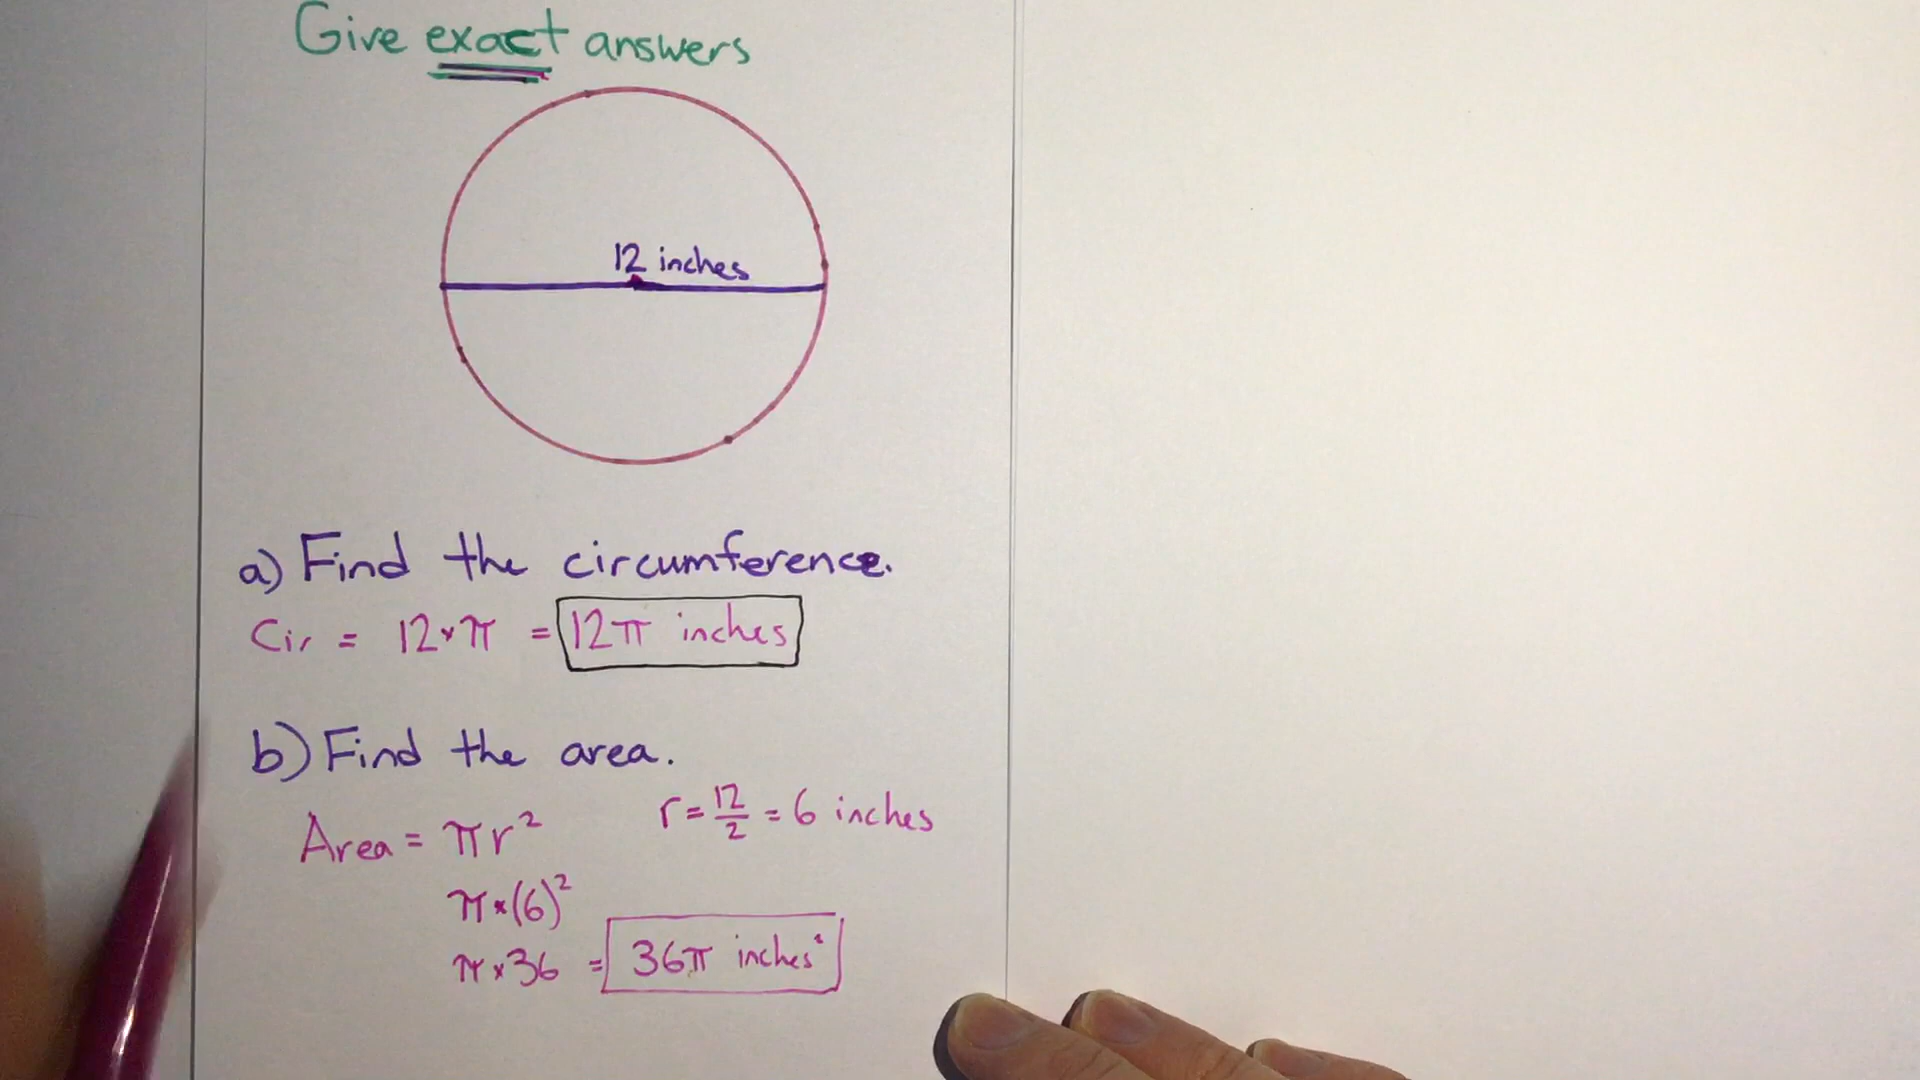 Give exact answers
12 inches
a) Find the circumference.
Cir = 12 × π = 12π inches
b) Find the area.
r = 12/2 = 6 inches
Area = πr²
π × (6)²
π × 36 = 36π inches²